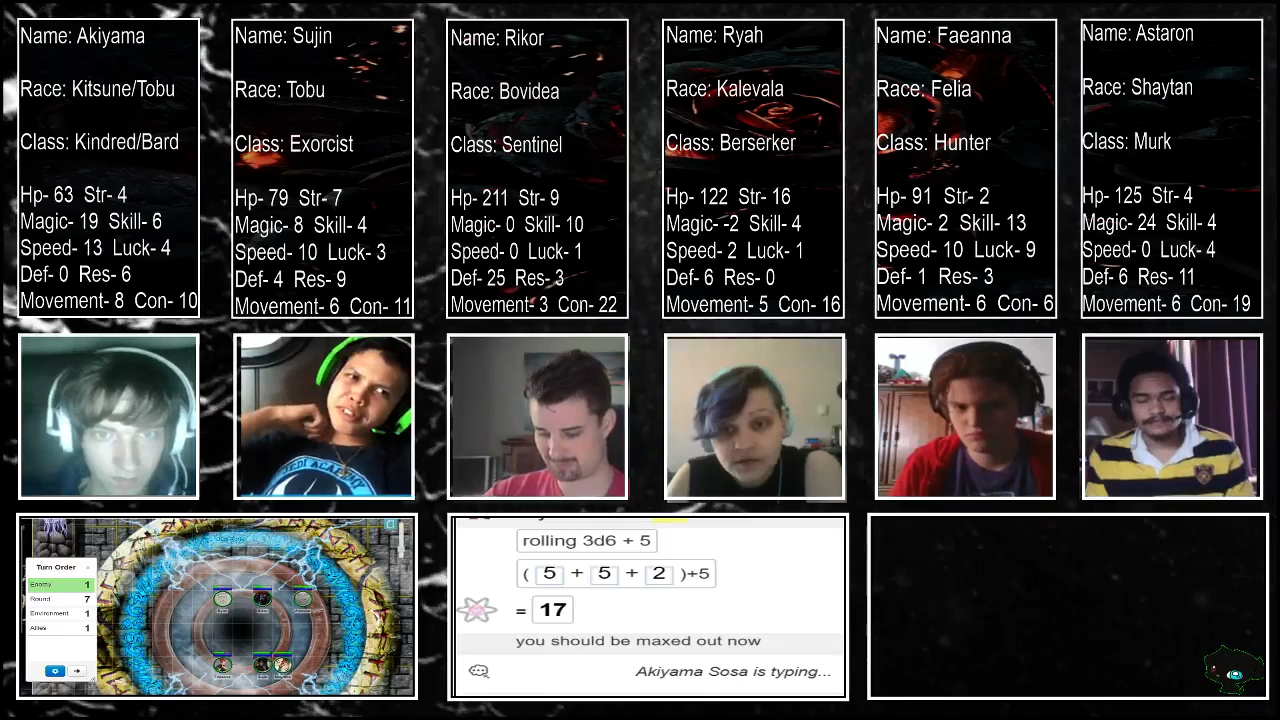 Name: Akiyama
Race: Kitsune/Tobu
Class: Kindred/Bard
Hp- 63 Str- 4
Magic- 19 Skill- 6
Speed- 13 Luck- 4
Def- 0 Res- 6
Movement- 8 Con- 10
Name: Sujin
Race: Tobu
Class: Exorcist
Hp- 79 Str- 7
Magic- 8 Skill- 4
Speed- 10 Luck- 3
Def- 4 Res- 9
Movement- 6 Con- 11
Name: Rikor
Race: Bovidea
Class: Sentinel
Hp- 211 Str- 9
Magic- 0 Skill- 10
Speed- 0 Luck- 1
Def- 25 Res- 3
Movement- 3 Con- 22
Name: Ryah
Race: Kalevala
Class: Berserker
Hp- 122 Str- 16
Magic- -2 Skill- 4
Speed- 2 Luck- 1
Def- 6 Res- 0
Movement- 5 Con- 16
Name: Faeanna
Race: Felia
Class: Hunter
Hp- 91 Str- 2
Magic- 2 Skill- 13
Speed- 10 Luck- 9
Def- 1 Res- 3
Movement- 6 Con- 6
Name: Astaron
Race: Shaytan
Class: Murk
Hp- 125 Str- 4
Magic- 24 Skill- 4
Speed- 0 Luck- 4
Def- 6 Res- 11
Movement- 6 Con- 19
JEDI ACADEMY
Turn Order
Enemy 1
Round 7
Environment 1
Allies 1
rolling 3d6 + 5
( 5 + 5 + 2 )+5
= 17
you should be maxed out now
Akiyama Sosa is typing...